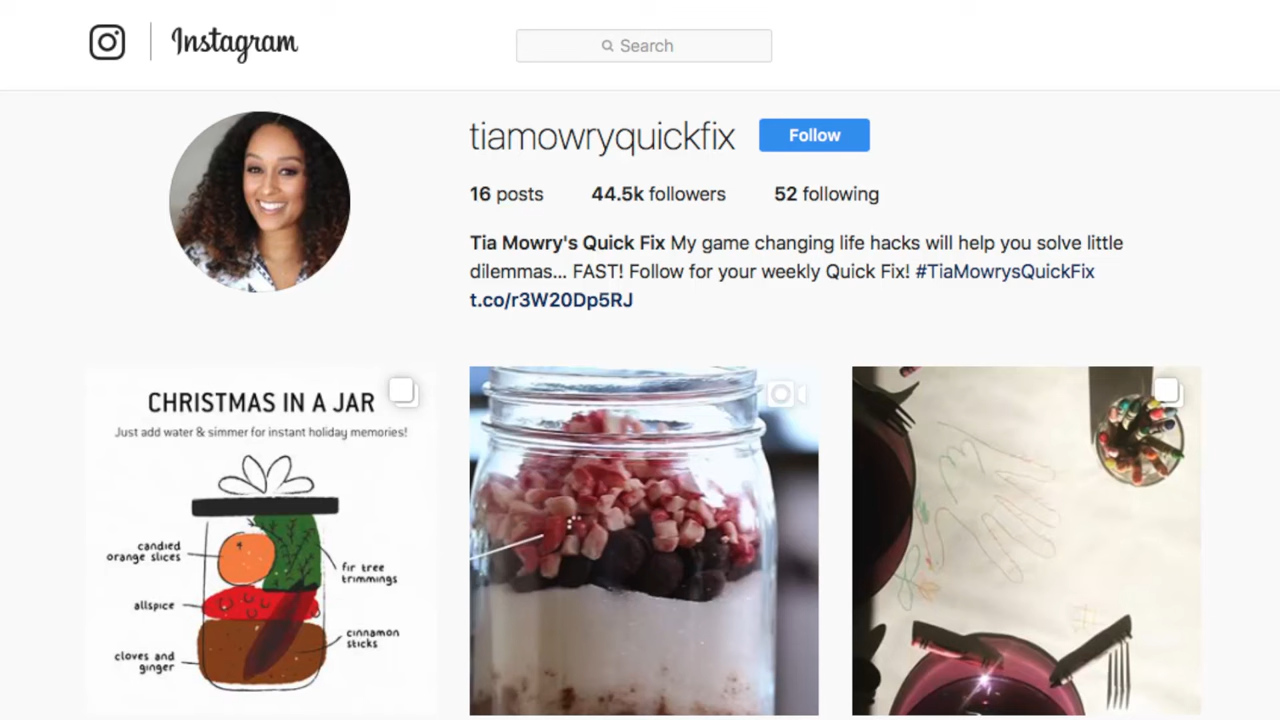 Instagram
Search
tiamowryquickfix
Follow
16 posts 44.5k followers 52 following
Tia Mowry's Quick Fix My game changing life hacks will help you solve little
dilemmas... FAST! Follow for your weekly Quick Fix! #TiaMowrysQuickFix
t.co/r3W20Dp5RJ
CHRISTMAS IN A JAR
Just add water & simmer for instant holiday memories!
candied
orange slices
fir tree
trimmings
allspice
cinnamon
sticks
cloves and
ginger